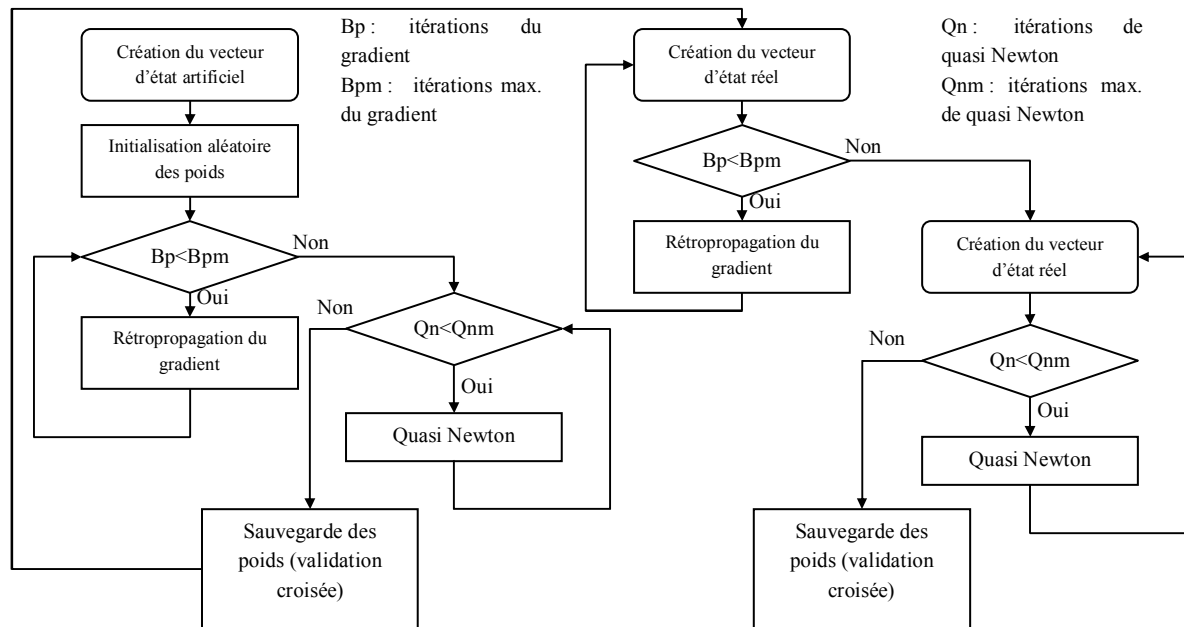 Création du vecteur
d'état artificiel
Initialisation aléatoire
des poids
Bp<Bpm
Non
Oui
Rétropropagation du
gradient
Non
Qn<Qnm
Oui
Quasi Newton
Sauvegarde des
poids (validation
croisée)
Bp : itérations du
gradient
Bpm : itérations max.
du gradient
Création du vecteur
d'état réel
Bp<Bpm
Non
Oui
Rétropropagation du
gradient
Qn : itérations de
quasi Newton
Qnm : itérations max.
de quasi Newton
Création du vecteur
d'état réel
Non
Qn<Qnm
Oui
Quasi Newton
Sauvegarde des
poids (validation
croisée)